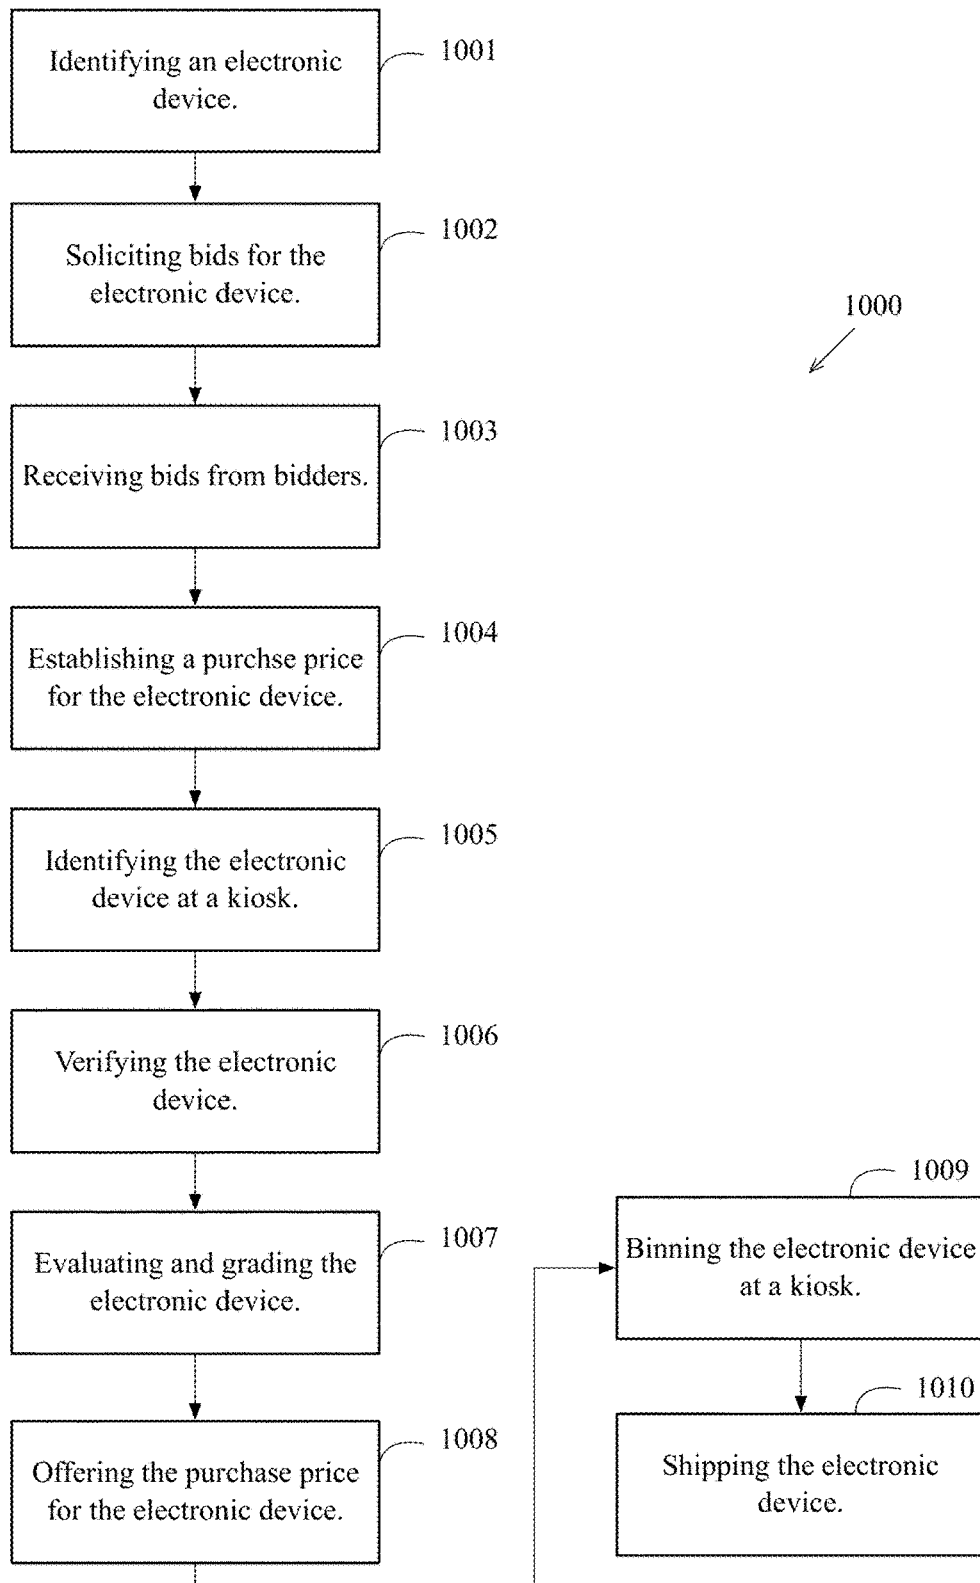 Identifying an electronic
device.
1001
Soliciting bids for the
electronic device.
1002
1000
Receiving bids from bidders.
1003
Establishing a purchse price
for the electronic device.
1004
Identifying the electronic
device at a kiosk.
1005
Verifying the electronic
device.
1006
Evaluating and grading the
electronic device.
1007
Offering the purchase price
for the electronic device.
1008
1009
Binning the electronic device
at a kiosk.
1010
Shipping the electronic
device.